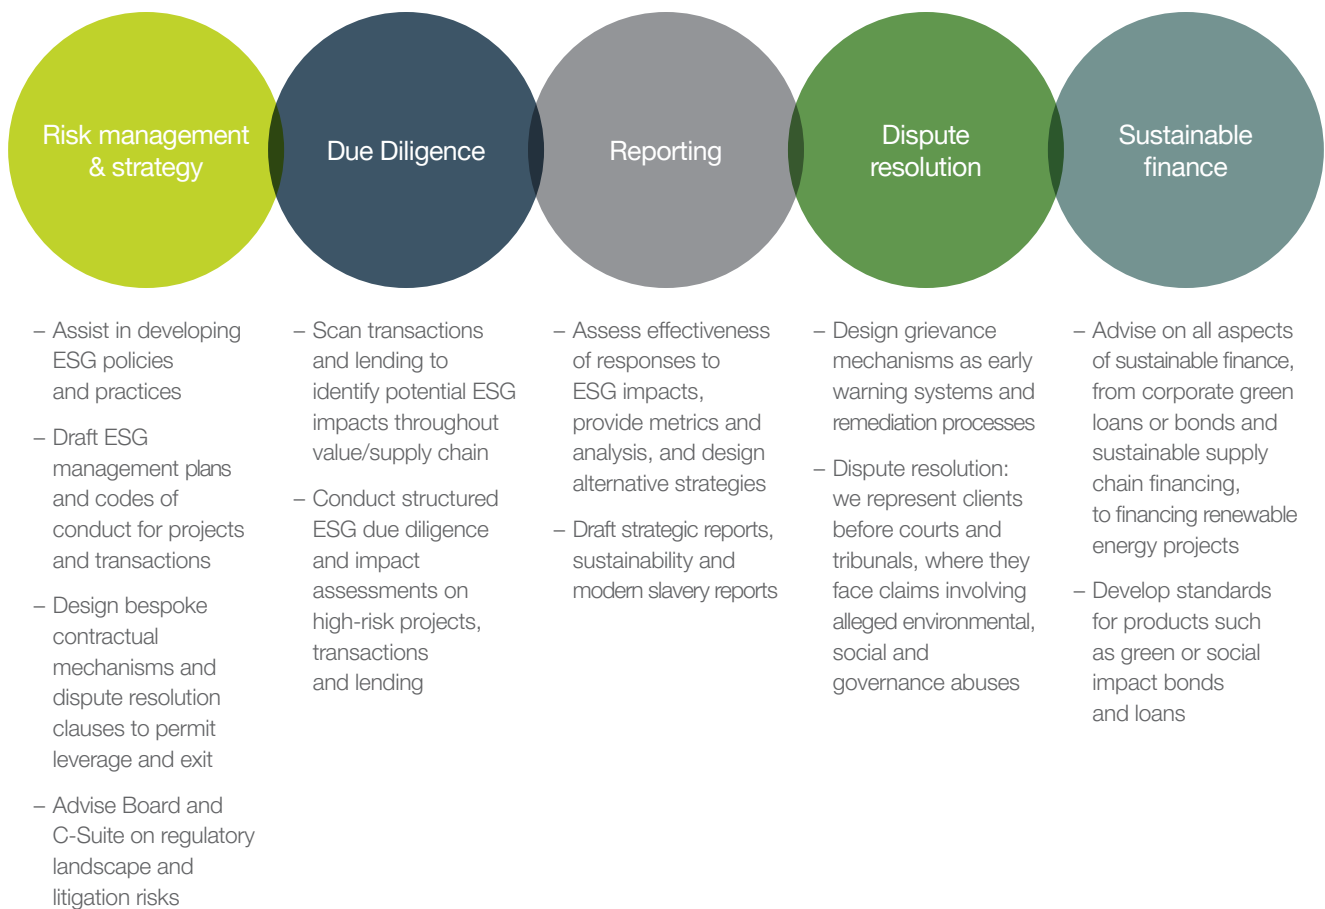 Risk management
& strategy
Due Diligence
Reporting
Dispute
resolution
Sustainable
finance
– Assist in developing
ESG policies
and practices
– Draft ESG
management plans
and codes of
conduct for projects
and transactions
– Design bespoke
contractual
mechanisms and
dispute resolution
clauses to permit
leverage and exit
– Advise Board and
C-Suite on regulatory
landscape and
litigation risks
– Scan transactions
and lending to
identify potential ESG
impacts throughout
value/supply chain
– Conduct structured
ESG due diligence
and impact
assessments on
high-risk projects,
transactions
and lending
– Assess effectiveness
of responses to
ESG impacts,
provide metrics and
analysis, and design
alternative strategies
– Draft strategic reports,
sustainability and
modern slavery reports
– Design grievance
mechanisms as early
warning systems and
remediation processes
– Dispute resolution:
we represent clients
before courts and
tribunals, where they
face claims involving
alleged environmental,
social and
governance abuses
– Advise on all aspects
of sustainable finance,
from corporate green
loans or bonds and
sustainable supply
chain financing,
to financing renewable
energy projects
– Develop standards
for products such
as green or social
impact bonds
and loans